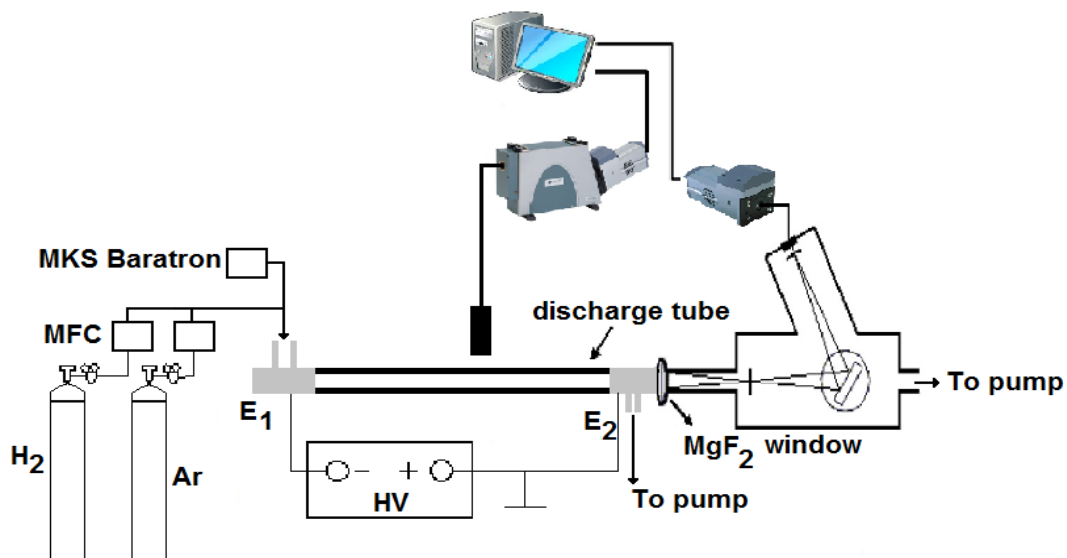 MKS Baratron
MFC
discharge tube
To pump
E1
E2
MgF2 window
H2
Ar
- +
HV
To pump